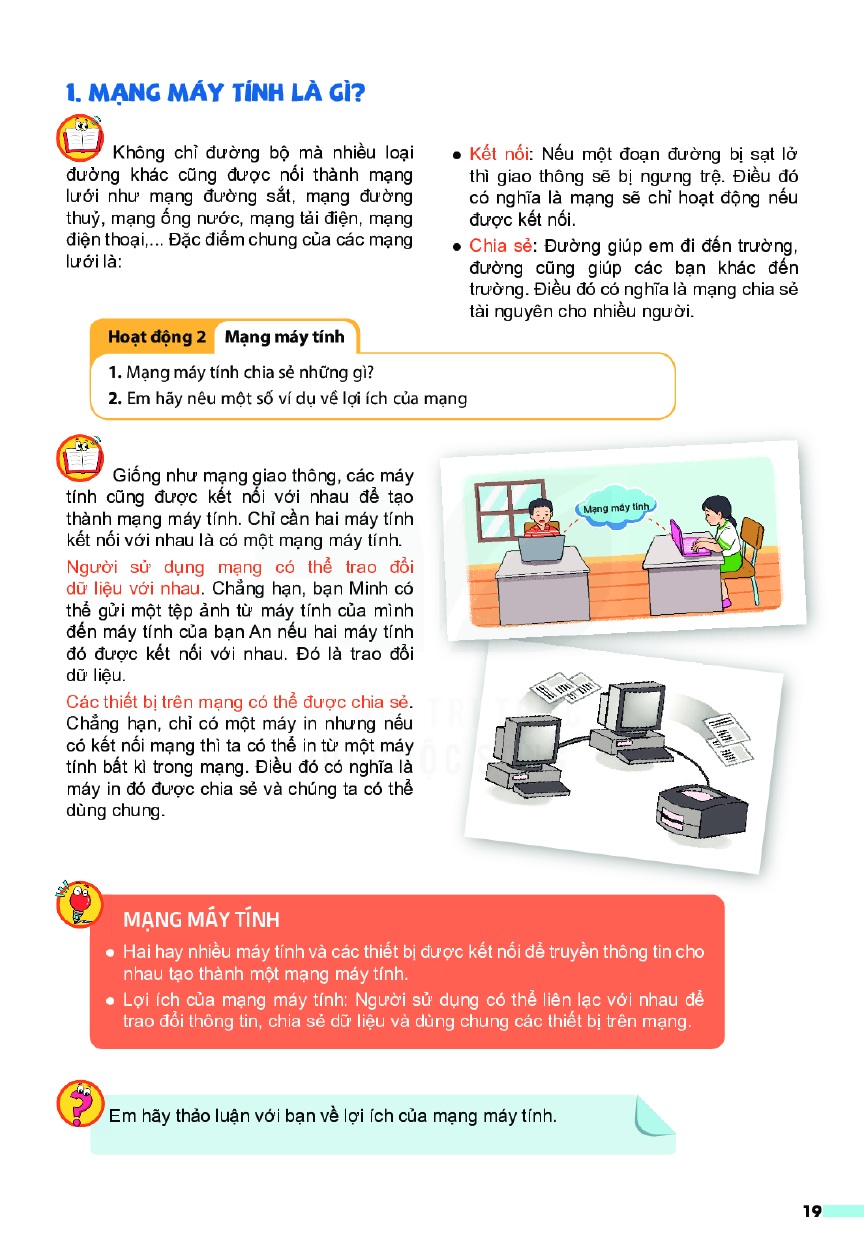 1. MẠNG MÁY TÍNH LÀ GÌ?
Không chỉ đường bộ mà nhiều loại
đường khác cũng được nối thành mạng
lưới như mạng đường sắt, mạng đường
thuỷ, mạng ống nước, mạng tải điện, mạng
điện thoại,... Đặc điểm chung của các mạng
lưới là:
● Kết nối: Nếu một đoạn đường bị sạt lở
thì giao thông sẽ bị ngưng trệ. Điều đó
có nghĩa là mạng sẽ chỉ hoạt động nếu
được kết nối.
● Chia sẻ: Đường giúp em đi đến trường,
đường cũng giúp các bạn khác đến
trường. Điều đó có nghĩa là mạng chia sẻ
tài nguyên cho nhiều người.
Hoạt động 2 Mạng máy tính
1. Mạng máy tính chia sẻ những gì?
2. Em hãy nêu một số ví dụ về lợi ích của mạng
Giống như mạng giao thông, các máy
tính cũng được kết nối với nhau để tạo
thành mạng máy tính. Chỉ cần hai máy tính
kết nối với nhau là có một mạng máy tính.
Người sử dụng mạng có thể trao đổi
dữ liệu với nhau. Chẳng hạn, bạn Minh có
thể gửi một tệp ảnh từ máy tính của mình
đến máy tính của bạn An nếu hai máy tính
đó được kết nối với nhau. Đó là trao đổi
dữ liệu.
Các thiết bị trên mạng có thể được chia sẻ.
Chẳng hạn, chỉ có một máy in nhưng nếu
có kết nối mạng thì ta có thể in từ một máy
tính bất kì trong mạng. Điều đó có nghĩa là
máy in đó được chia sẻ và chúng ta có thể
dùng chung.
Mạng máy tính
MẠNG MÁY TÍNH
● Hai hay nhiều máy tính và các thiết bị được kết nối để truyền thông tin cho
nhau tạo thành một mạng máy tính.
● Lợi ích của mạng máy tính: Người sử dụng có thể liên lạc với nhau để
trao đổi thông tin, chia sẻ dữ liệu và dùng chung các thiết bị trên mạng.
Em hãy thảo luận với bạn về lợi ích của mạng máy tính.
19